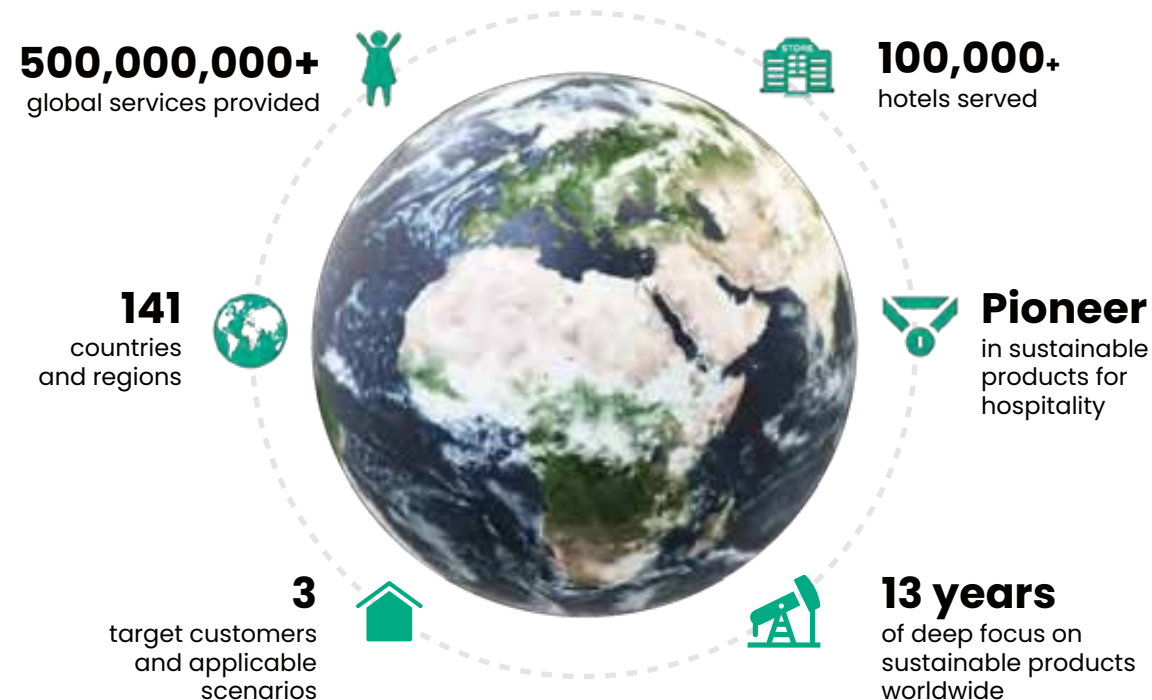 500,000,000+
global services provided
STORE
100,000+
hotels served
141
countries
and regions
1
Pioneer
in sustainable
products for
hospitality
3
target customers
and applicable
scenarios
13 years
of deep focus on
sustainable products
worldwide